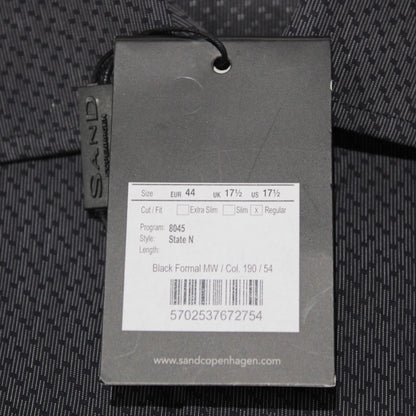 SAND
Size EUR 44 UK 17½ US 17½
Cut / Fit Extra Slim Slim x Regular
Program: 8045
Style: State N
Length:
Black Formal MW / Col. 190 / 54
5702537672754
www.sandcopenhagen.com